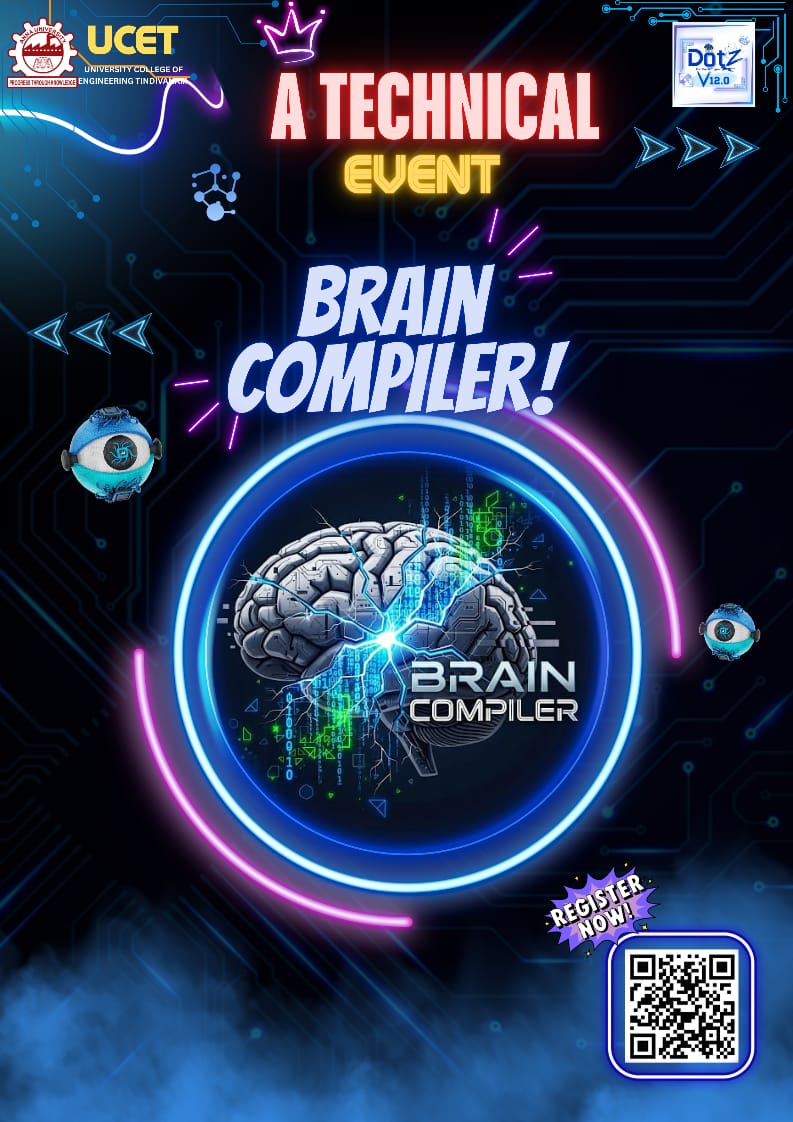 ANNA UNIVERSITY
PROGRESS THROUGH KNOWLEDGE
UCET
UNIVERSITY COLLEGE OF
ENGINEERING TINDIVANAM
DotZ
V12.0
A TECHNICAL
EVENT
BRAIN
COMPILER!
BRAIN
COMPILER
REGISTER
NOW!